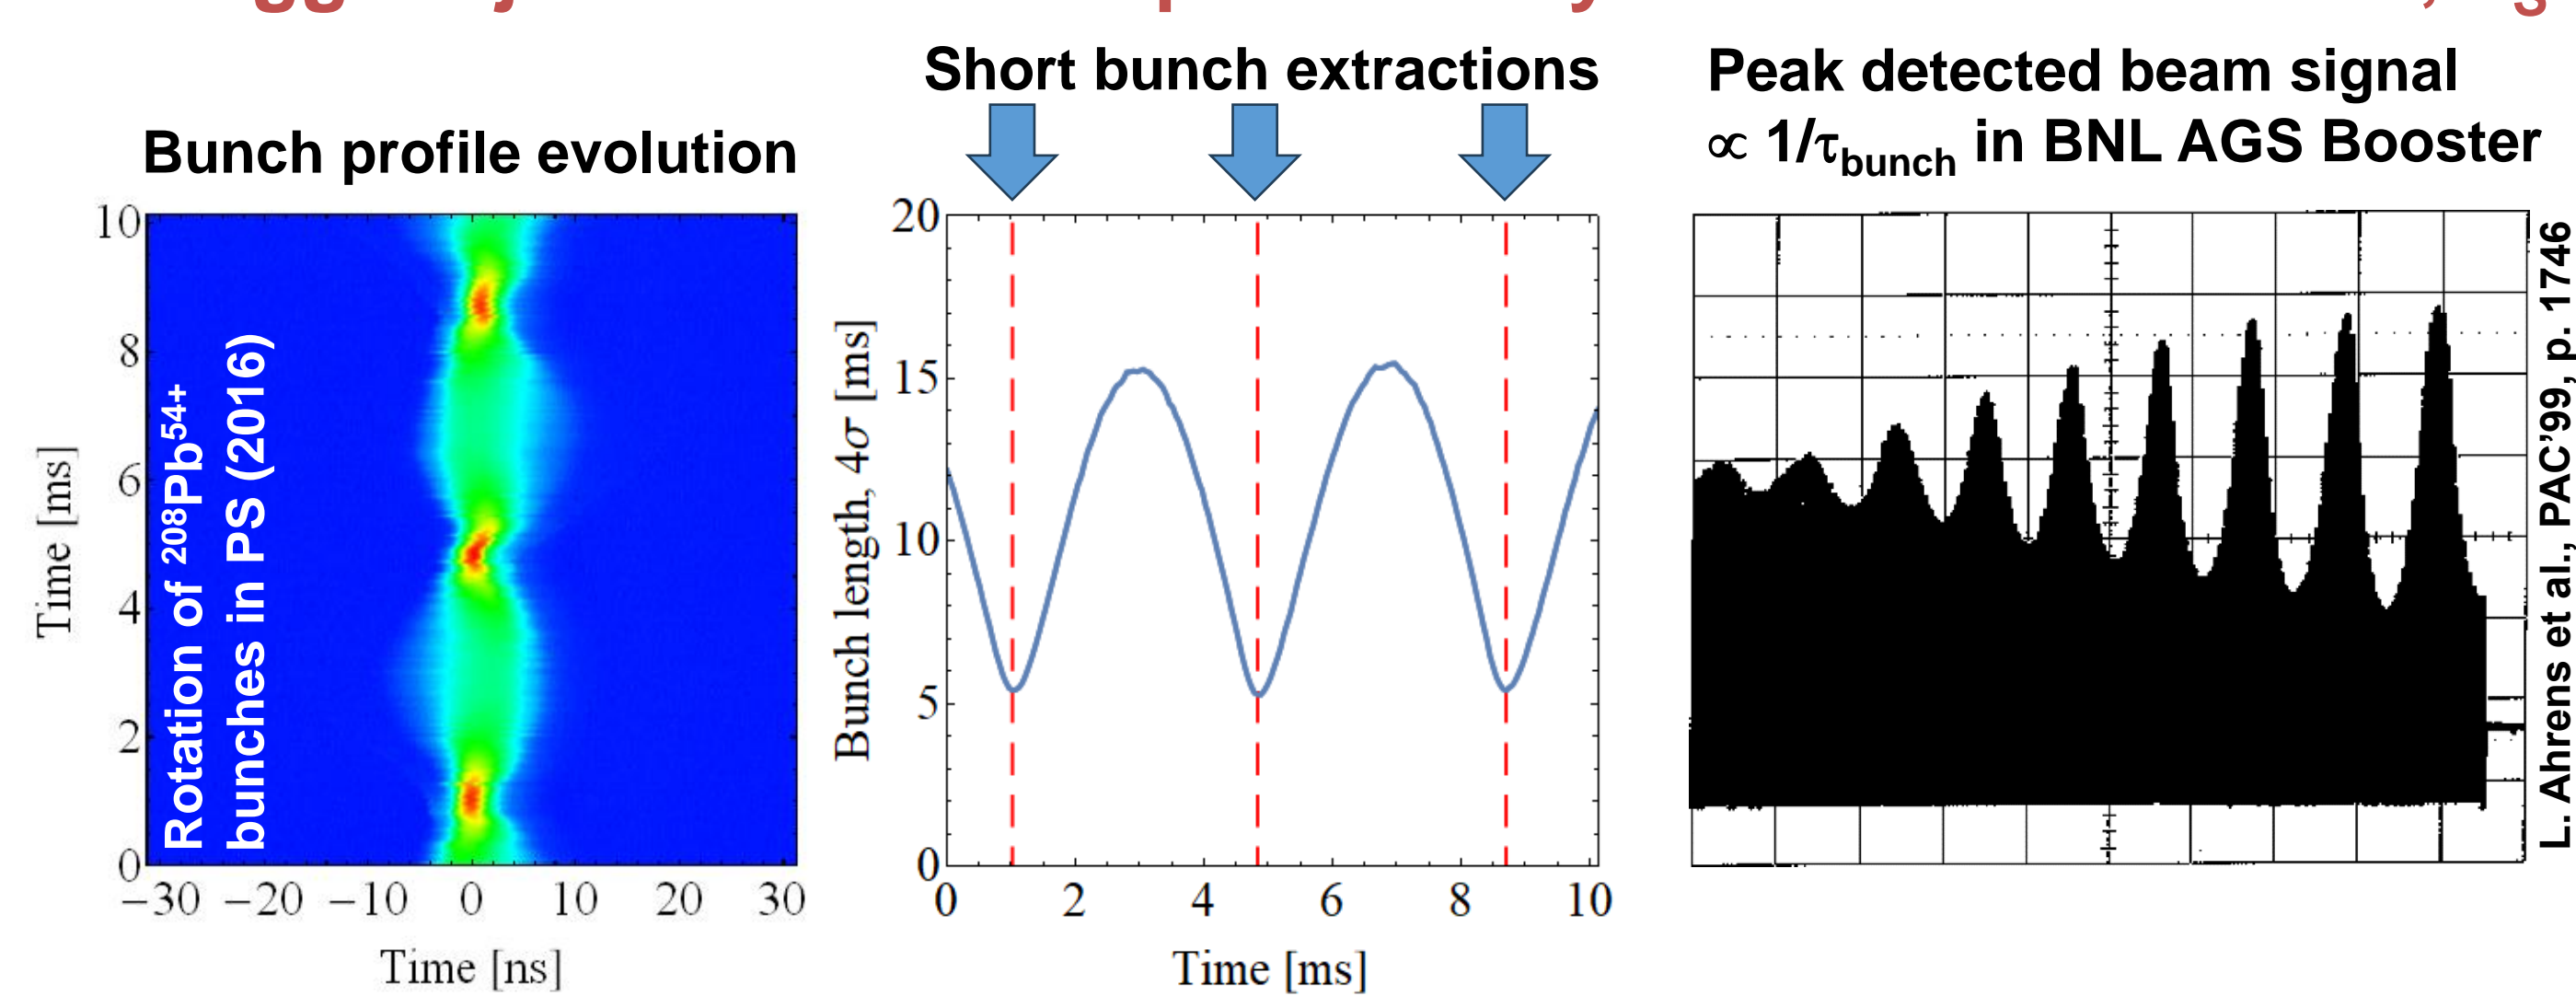 Short bunch extractions
Peak detected beam signal
∝ 1/τbunch in BNL AGS Booster
Bunch profile evolution
10
8
6
4
2
0
Time [ms]
Rotation of ²⁰⁸Pb⁵⁴⁺
bunches in PS (2016)
−30 −20 −10 0 10 20 30
Time [ns]
20
15
10
5
0
Bunch length, 4σ [ms]
0 2 4 6 8 10
Time [ms]
L. Ahrens et al., PAC'99, p. 1746